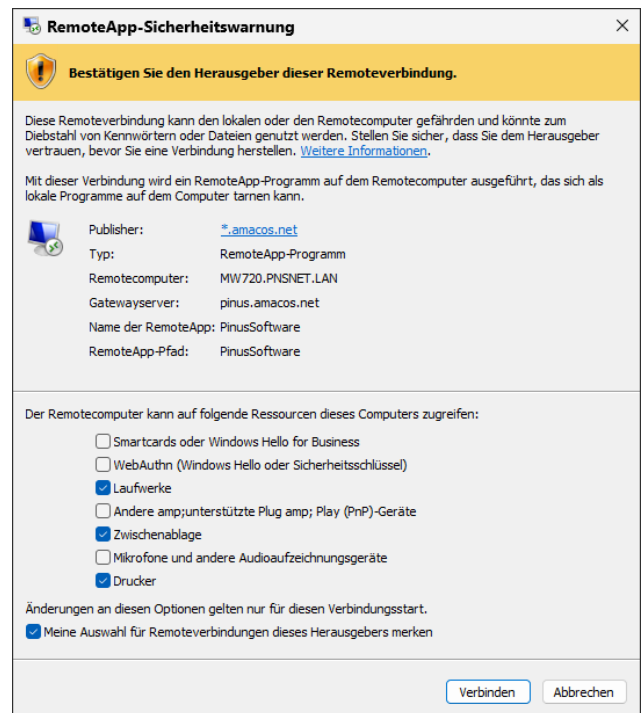 RemoteApp-Sicherheitswarnung
Bestätigen Sie den Herausgeber dieser Remoteverbindung.
Diese Remoteverbindung kann den lokalen oder den Remotecomputer gefährden und könnte zum
Diebstahl von Kennwörtern oder Dateien genutzt werden. Stellen Sie sicher, dass Sie dem Herausgeber
vertrauen, bevor Sie eine Verbindung herstellen. Weitere Informationen.
Mit dieser Verbindung wird ein RemoteApp-Programm auf dem Remotecomputer ausgeführt, das sich als
lokale Programme auf dem Computer tarnen kann.
Publisher: *.amacos.net
Typ: RemoteApp-Programm
Remotecomputer: MW720.PNSNET.LAN
Gatewayserver: pinus.amacos.net
Name der RemoteApp: PinusSoftware
RemoteApp-Pfad: PinusSoftware
Der Remotecomputer kann auf folgende Ressourcen dieses Computers zugreifen:
Smartcards oder Windows Hello for Business
WebAuthn (Windows Hello oder Sicherheitsschlüssel)
Laufwerke
Andere amp;unterstützte Plug amp; Play (PnP)-Geräte
Zwischenablage
Mikrofone und andere Audioaufzeichnungsgeräte
Drucker
Änderungen an diesen Optionen gelten nur für diesen Verbindungsstart.
Meine Auswahl für Remoteverbindungen dieses Herausgebers merken
Verbinden Abbrechen